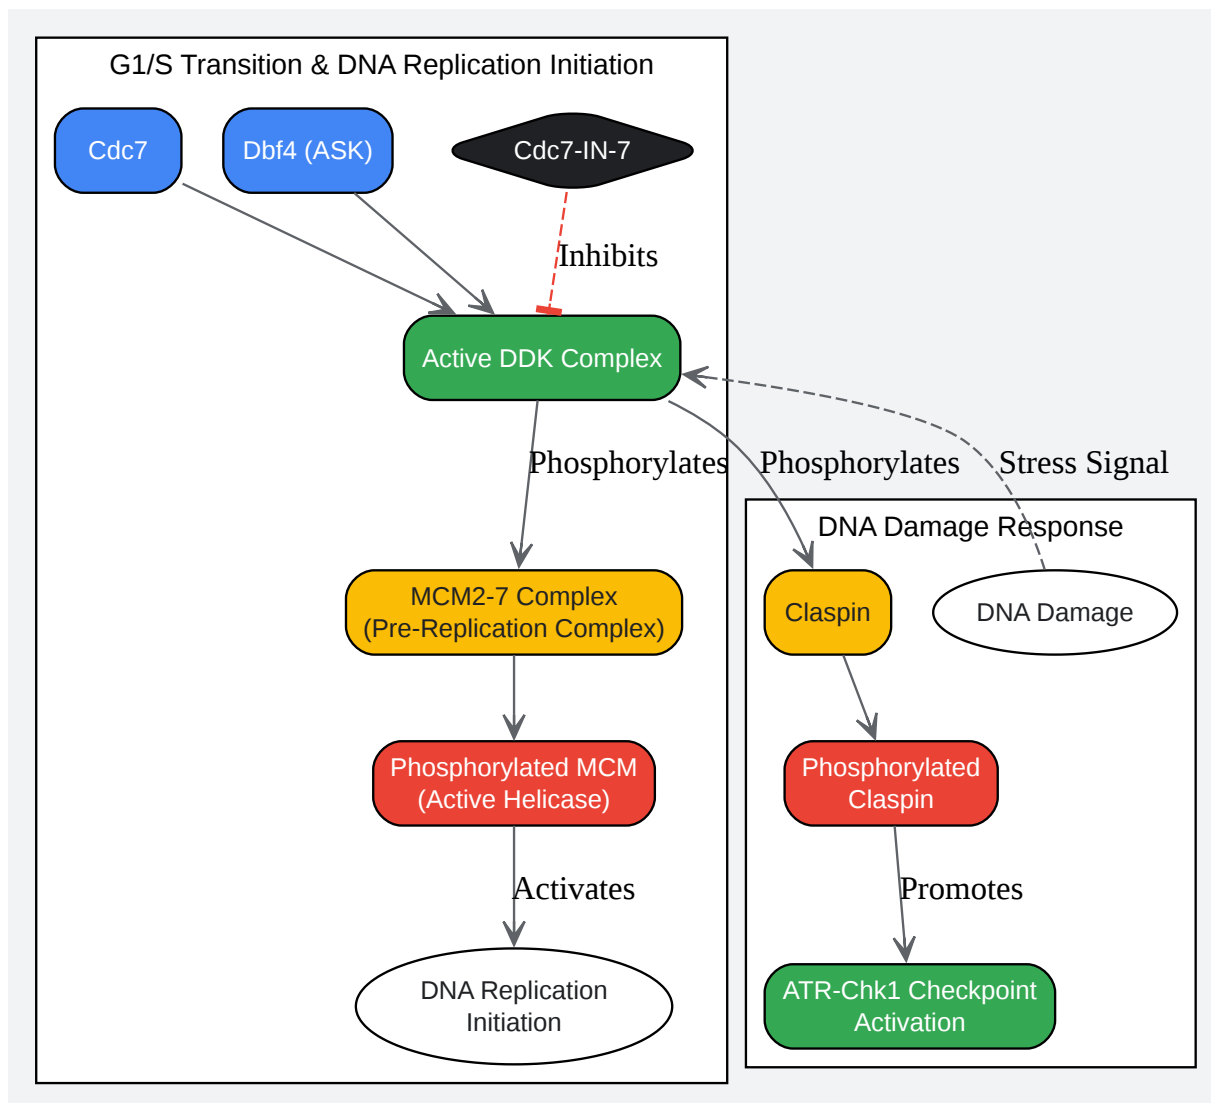 G1/S Transition & DNA Replication Initiation
Cdc7
Dbf4 (ASK)
Cdc7-IN-7
Inhibits
Active DDK Complex
Phosphorylates
Phosphorylates
Stress Signal
DNA Damage Response
MCM2-7 Complex
(Pre-Replication Complex)
Claspin
DNA Damage
Phosphorylated MCM
(Active Helicase)
Phosphorylated
Claspin
Activates
Promotes
DNA Replication
Initiation
ATR-Chk1 Checkpoint
Activation